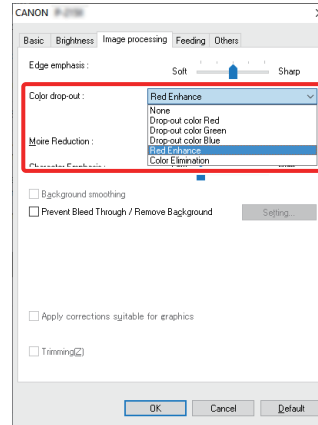 CANON
Basic Brightness Image processing Feeding Others
Edge emphasis :
Soft Sharp
Color drop-out : Red Enhance
None
Drop-out color Red
Drop-out color Green
Drop-out color Blue
Moire Reduction : Red Enhance
Color Elimination
Background smoothing
Prevent Bleed Through / Remove Background Setting...
Apply corrections suitable for graphics
Trimming(Z)
OK Cancel Default